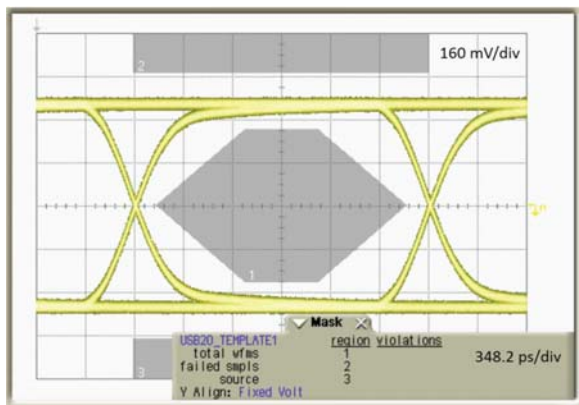 160 mV/div
2
1
Mask
USB20_TEMPLATE1 region violations
total wfms 1
failed smpls 2
source 3
Y Align: Fixed Volt
348.2 ps/div
3